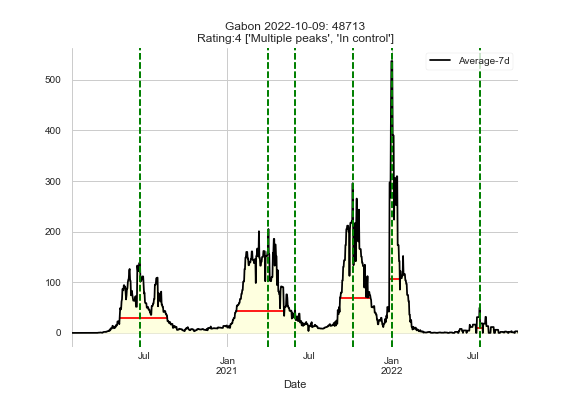 Gabon 2022-10-09: 48713
Rating:4 ['Multiple peaks', 'In control']
Average-7d
500
400
300
200
100
0
Jul
Jan
2021
Jul
Jan
2022
Jul
Date